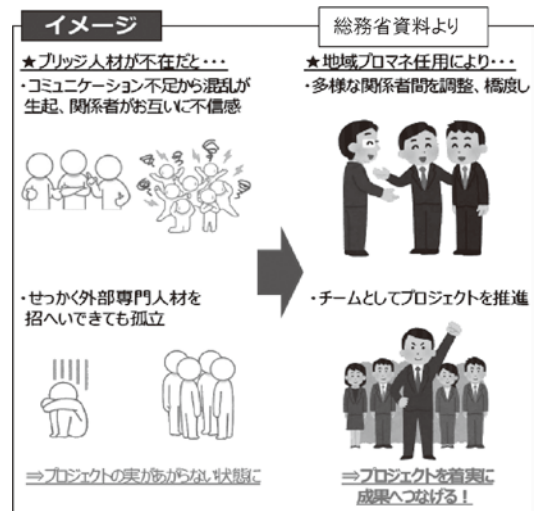 イメージ
総務省資料より
★ブリッジ人材が不在だと・・・
・コミュニケーション不足から混乱が
生起、関係者がお互いに不信感
・せっかく外部専門人材を
招へいできても孤立
⇒プロジェクトの実があがらない状態に
★地域プロマネ任用により・・・
・多様な関係者間を調整、橋渡し
・チームとしてプロジェクトを推進
⇒プロジェクトを着実に
成果へつなげる！